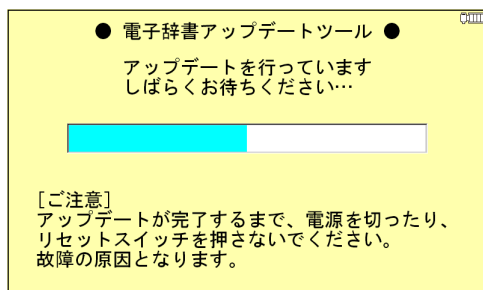 ● 電子辞書アップデートツール ●
アップデートを行っています
しばらくお待ちください…
[ご注意]
アップデートが完了するまで、電源を切ったり、
リセットスイッチを押さないでください。
故障の原因となります。